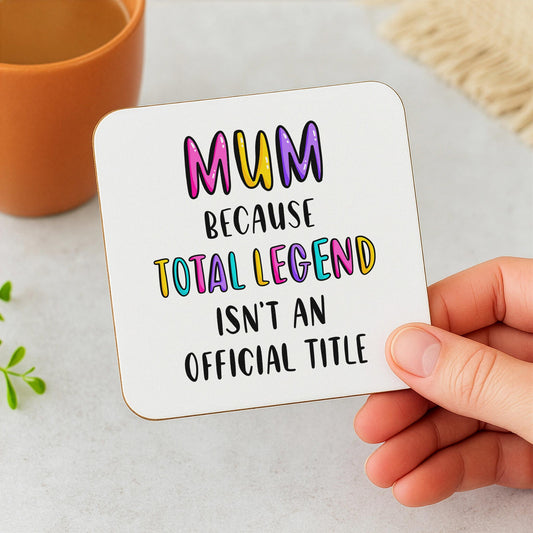 MUM
BECAUSE
TOTAL LEGEND
ISN'T AN
OFFICIAL TITLE